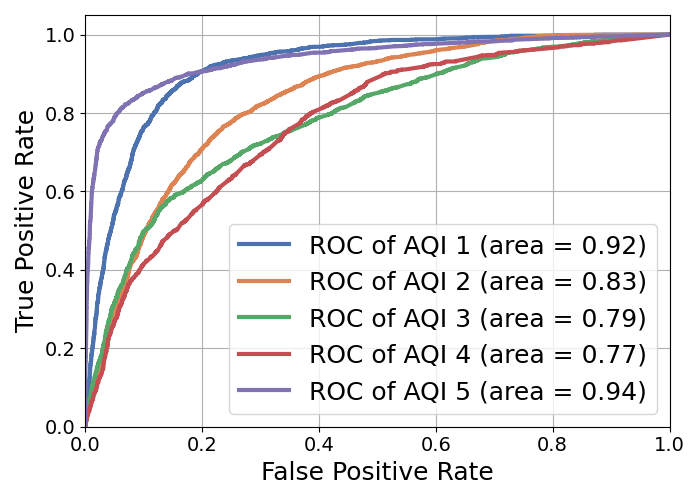 True Positive Rate
1.0
0.8
0.6
0.4
0.2
0.0
ROC of AQI 1 (area = 0.92)
ROC of AQI 2 (area = 0.83)
ROC of AQI 3 (area = 0.79)
ROC of AQI 4 (area = 0.77)
ROC of AQI 5 (area = 0.94)
0.0 0.2 0.4 0.6 0.8 1.0
False Positive Rate